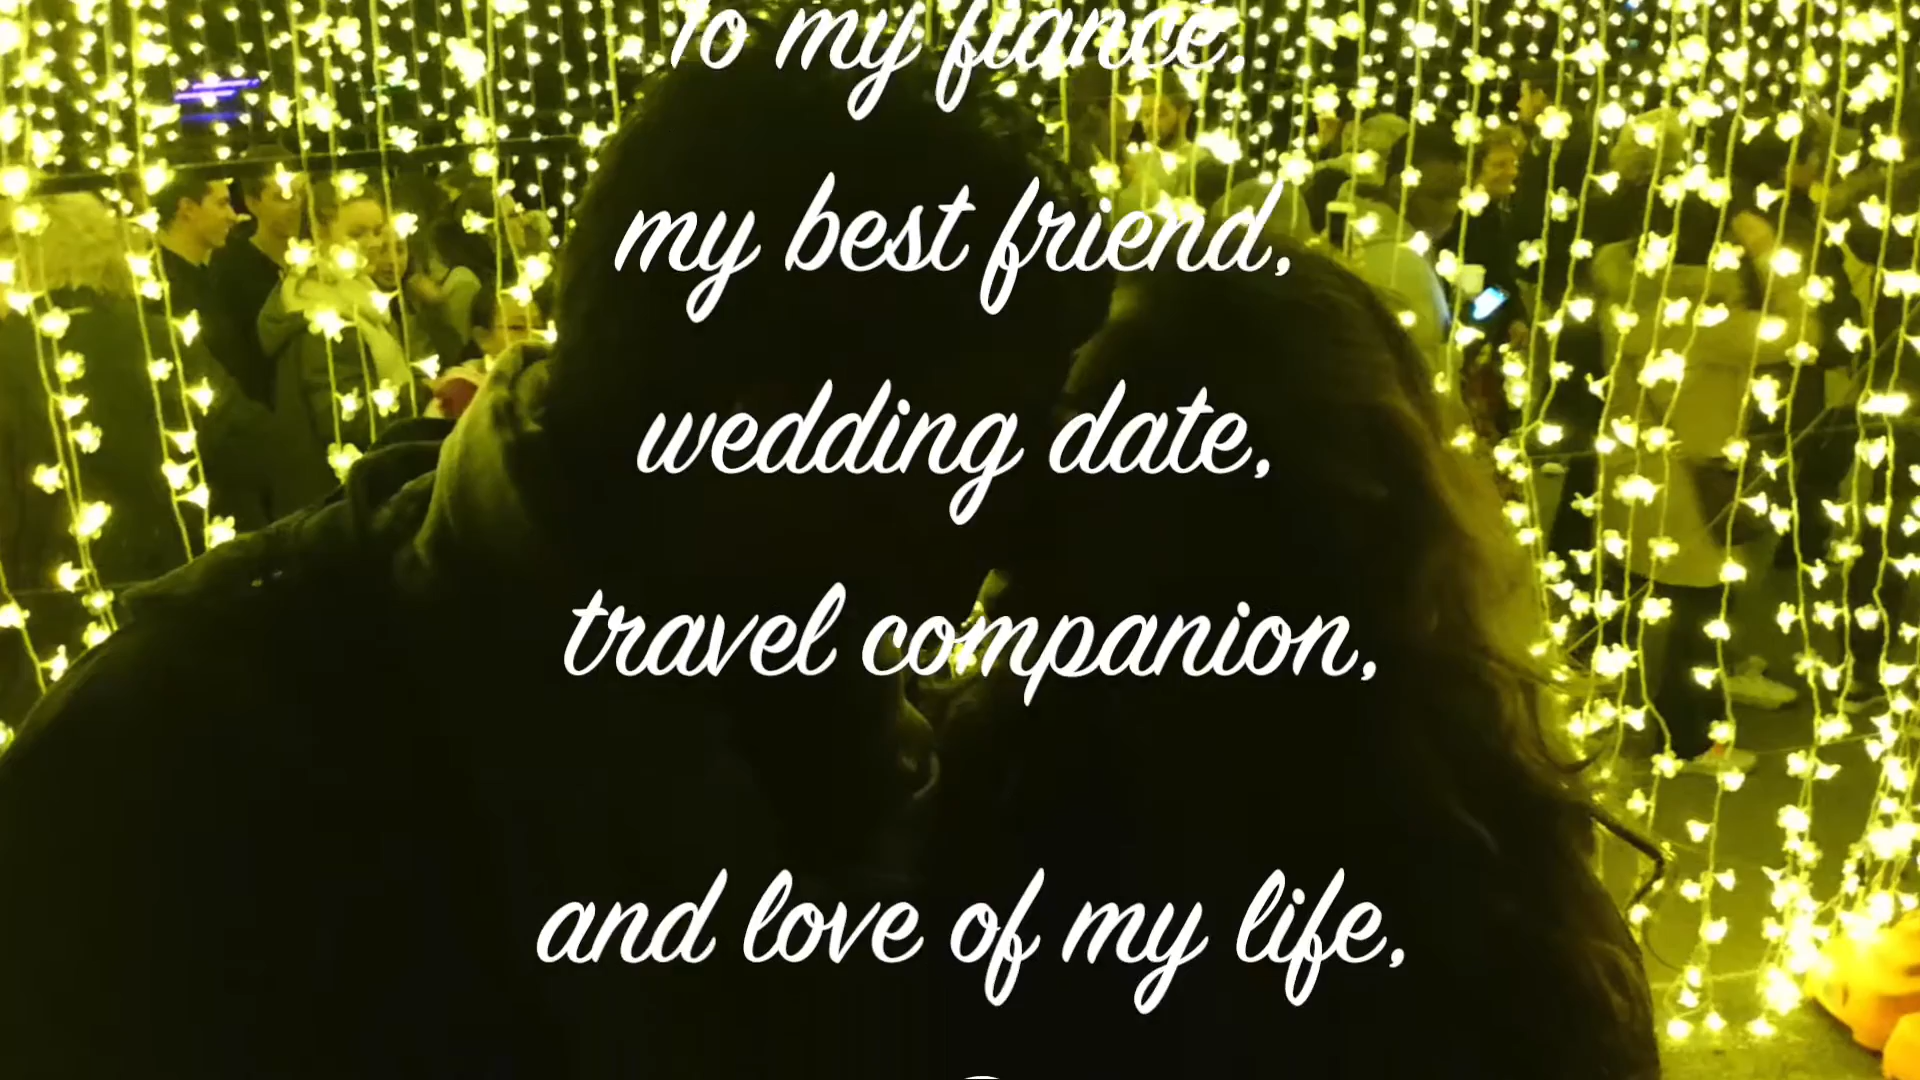 To my fiancé,
my best friend,
wedding date,
travel companion,
and love of my life,